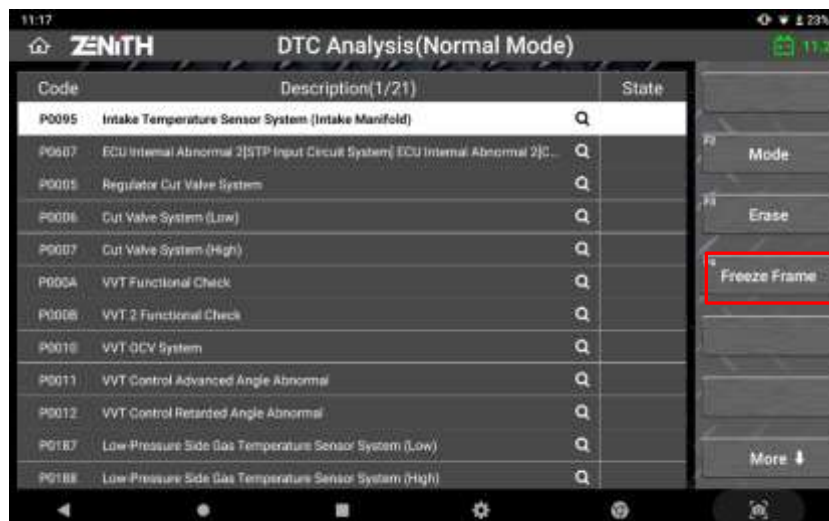 11:17 23%
ZENITH DTC Analysis(Normal Mode) 11.
Code Description(1/21) State
P0095 Intake Temperature Sensor System (Intake Manifold)
P0607 ECU Internal Abnormal 2[STP Input Circuit System[ ECU Internal Abnormal 2[C...
F2 Mode
P0005 Regulator Cut Valve System
P0006 Cut Valve System (Low)
F3 Erase
P0007 Cut Valve System (High)
P000A VVT Functional Check
Freeze Frame
P000B VVT 2 Functional Check
P0010 VVT OCV System
P0011 VVT Control Advanced Angle Abnormal
P0012 VVT Control Retarded Angle Abnormal
P0187 Low-Pressure Side Gas Temperature Sensor System (Low)
More
P0188 Low-Pressure Side Gas Temperature Sensor System (High)